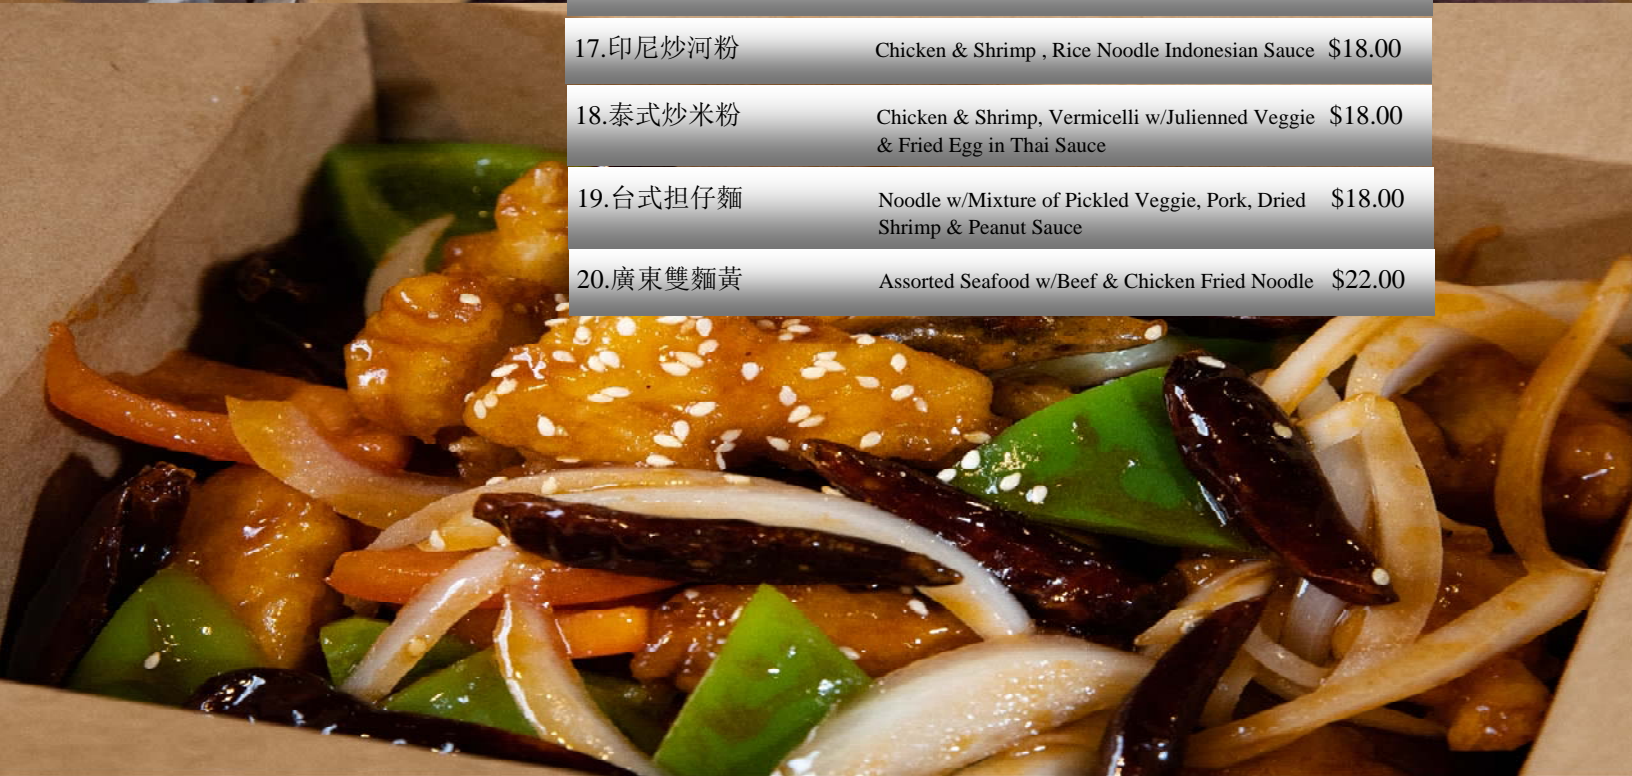 17.印尼炒河粉 Chicken & Shrimp , Rice Noodle Indonesian Sauce $18.00
18.泰式炒米粉 Chicken & Shrimp, Vermicelli w/Julienned Veggie $18.00
& Fried Egg in Thai Sauce
19.台式担仔麵 Noodle w/Mixture of Pickled Veggie, Pork, Dried $18.00
Shrimp & Peanut Sauce
20.廣東雙麵黃 Assorted Seafood w/Beef & Chicken Fried Noodle $22.00